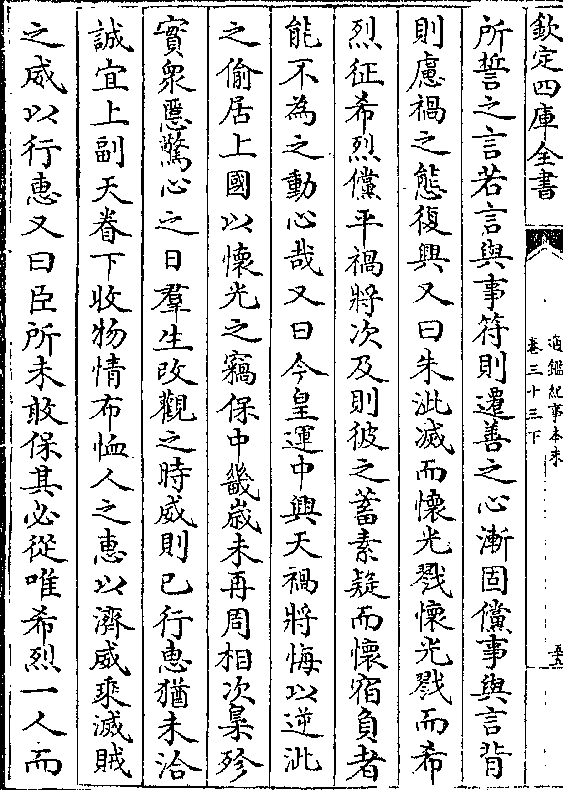 欽定四庫全書
通鑑紀事本末
卷三十三下
所誓之言若言與事符則遷善之心漸固儻事與言背
則慮禍之態復興又曰朱泚滅而懷光戮懷光戮而希
烈征希烈儻平禍將次及則彼之蓄素疑而懷宿負者
能不為之動心哉又曰今皇運中興天禍將悔以逆泚
之偷居上國以懷光之竊保中畿歲未再周相次梟殄
實衆慝驚心之日羣生改觀之時威則已行惠猶未洽
誠宜上副天眷下收物情布恤人之惠以濟威乘滅賊
之威以行惠又曰臣所未敢保其必從唯希烈一人而